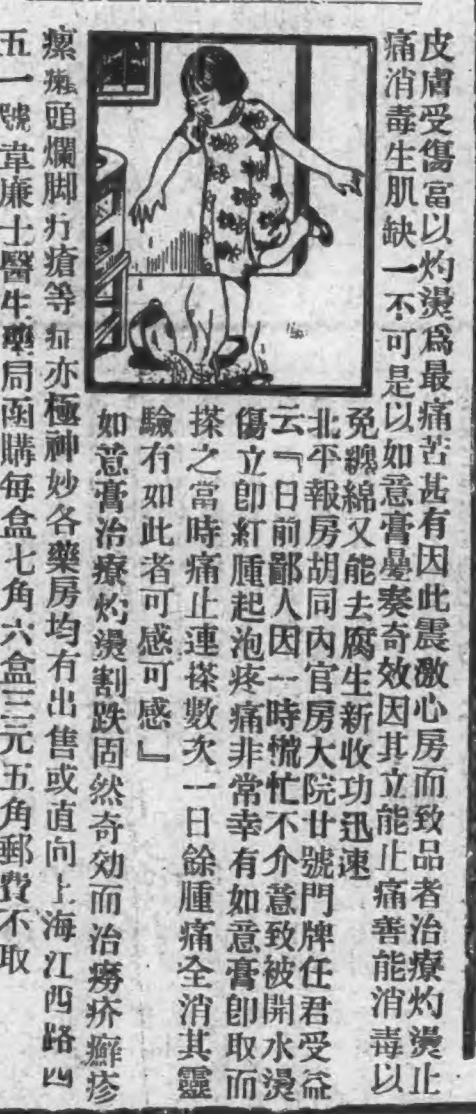 皮膚受傷當以灼燙爲最痛苦甚有因此震激心房而致品者治療灼燙止
痛消毒生肌缺一不可是以如意膏壘奏奇效因其立能止痛善能消毒以
免纏綿又能去腐生新收功迅速
北平報房胡同內官房大院廿號門牌任君受益
云『日前鄙人因一時慌忙不介意致被開水燙
傷立卽紅腫起泡疼痛非常幸有如意膏卽取而
搽之當時痛止連搽數次一日餘腫痛全消其靈
驗有如此者可感可感』
如意膏治療灼燙割跌固然奇効而治癆疥癬疹
瘰癧頭爛脚疔瘡等症亦極神妙各藥房均有出售或直向上海江西路四
五一號韋廉士醫生藥局函購每盒七角六盒三元五角郵費不取